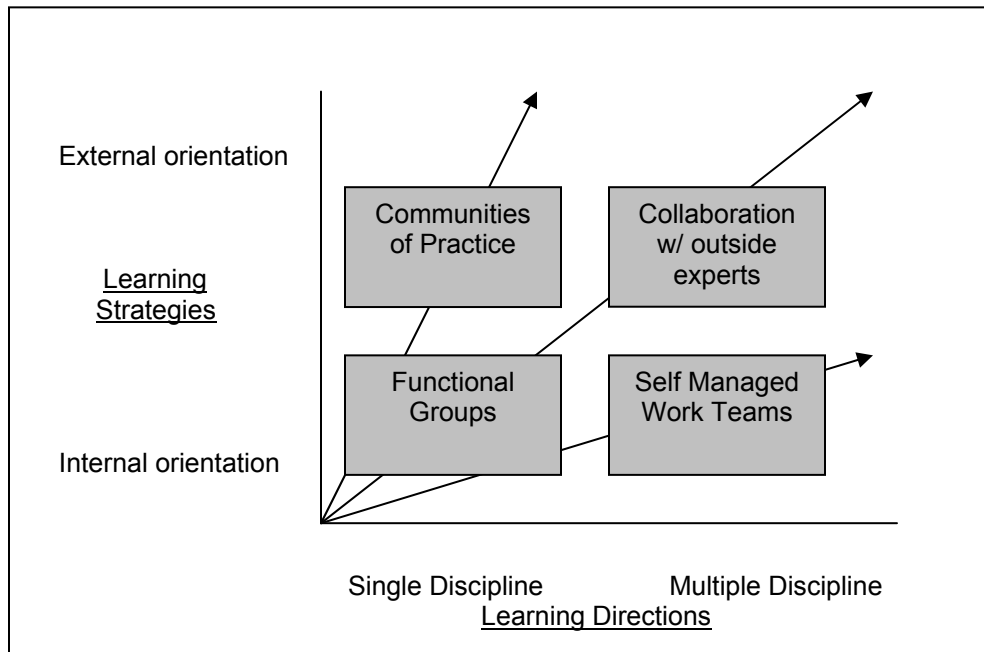 External orientation
Communities
of Practice
Collaboration
w/ outside
experts
Learning
Strategies
Functional
Groups
Self Managed
Work Teams
Internal orientation
Single Discipline
Multiple Discipline
Learning Directions